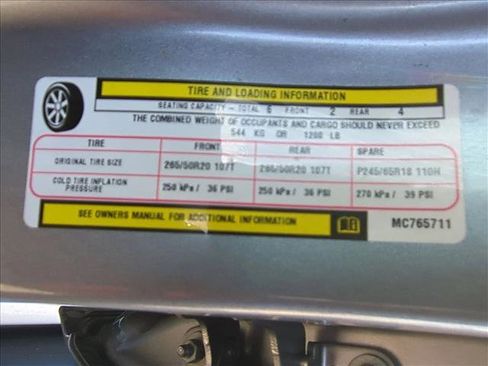 TIRE AND LOADING INFORMATION
SEATING CAPACITY - TOTAL 6 FRONT 2 REAR 4
THE COMBINED WEIGHT OF OCCUPANTS AND CARGO SHOULD NEVER EXCEED
544 KG OR 1200 LB
TIRE FRONT REAR SPARE
ORIGINAL TIRE SIZE 265/50R20 107T 265/50R20 107T P245/65R18 110H
COLD TIRE INFLATION PRESSURE 250 kPa / 36 PSI 250 kPa / 36 PSI 270 kPa / 39 PSI
SEE OWNERS MANUAL FOR ADDITIONAL INFORMATION MC765711